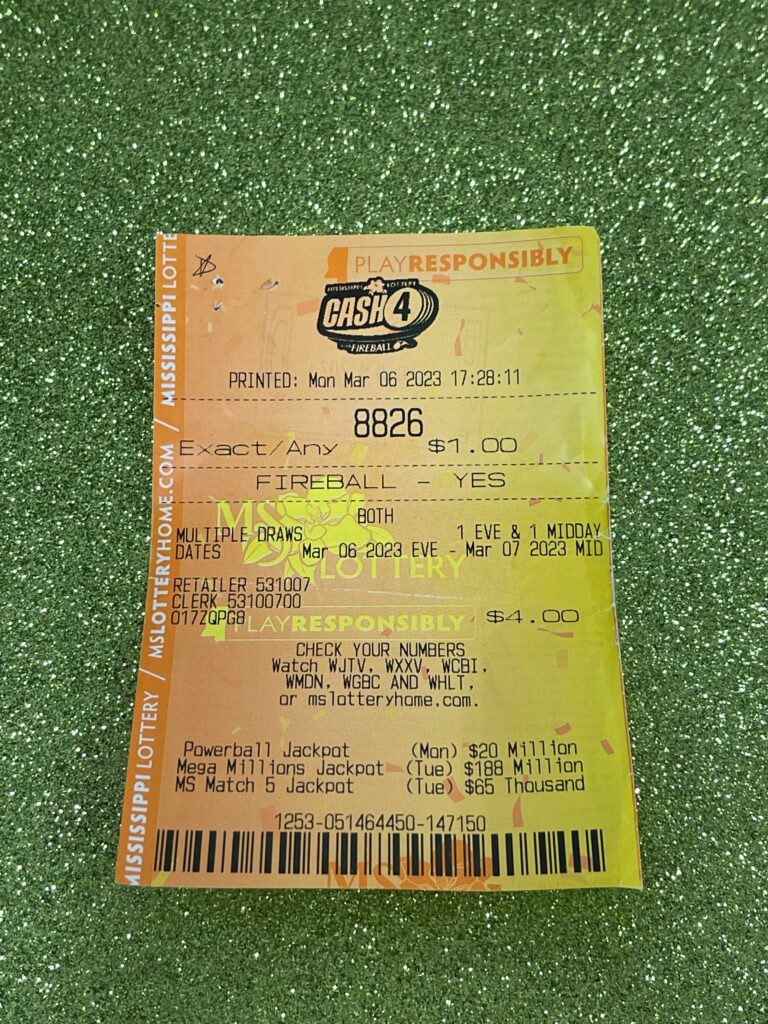 PLAYRESPONSIBLY
MISSISSIPPI LOTTERY
CASH 4
FIREBALL
PRINTED: Mon Mar 06 2023 17:28:11
8826
Exact/Any $1.00
FIREBALL - YES
BOTH
MULTIPLE DRAWS 1 EVE & 1 MIDDAY
DATES Mar 06 2023 EVE - Mar 07 2023 MID
MS
LOTTERY
RETAILER 531007
CLERK 53100700
017ZQPG8 $4.00
PLAYRESPONSIBLY
CHECK YOUR NUMBERS
Watch WJTV, WXXV, WCBI,
WMDN, WGBC AND WHLT,
or mslotteryhome.com.
Powerball Jackpot (Mon) $20 Million
Mega Millions Jackpot (Tue) $188 Million
MS Match 5 Jackpot (Tue) $65 Thousand
1253-051464450-147150
MISSISSIPPI LOTTERY / MSLOTTERYHOME.COM / MISSISSIPPI LOTTE